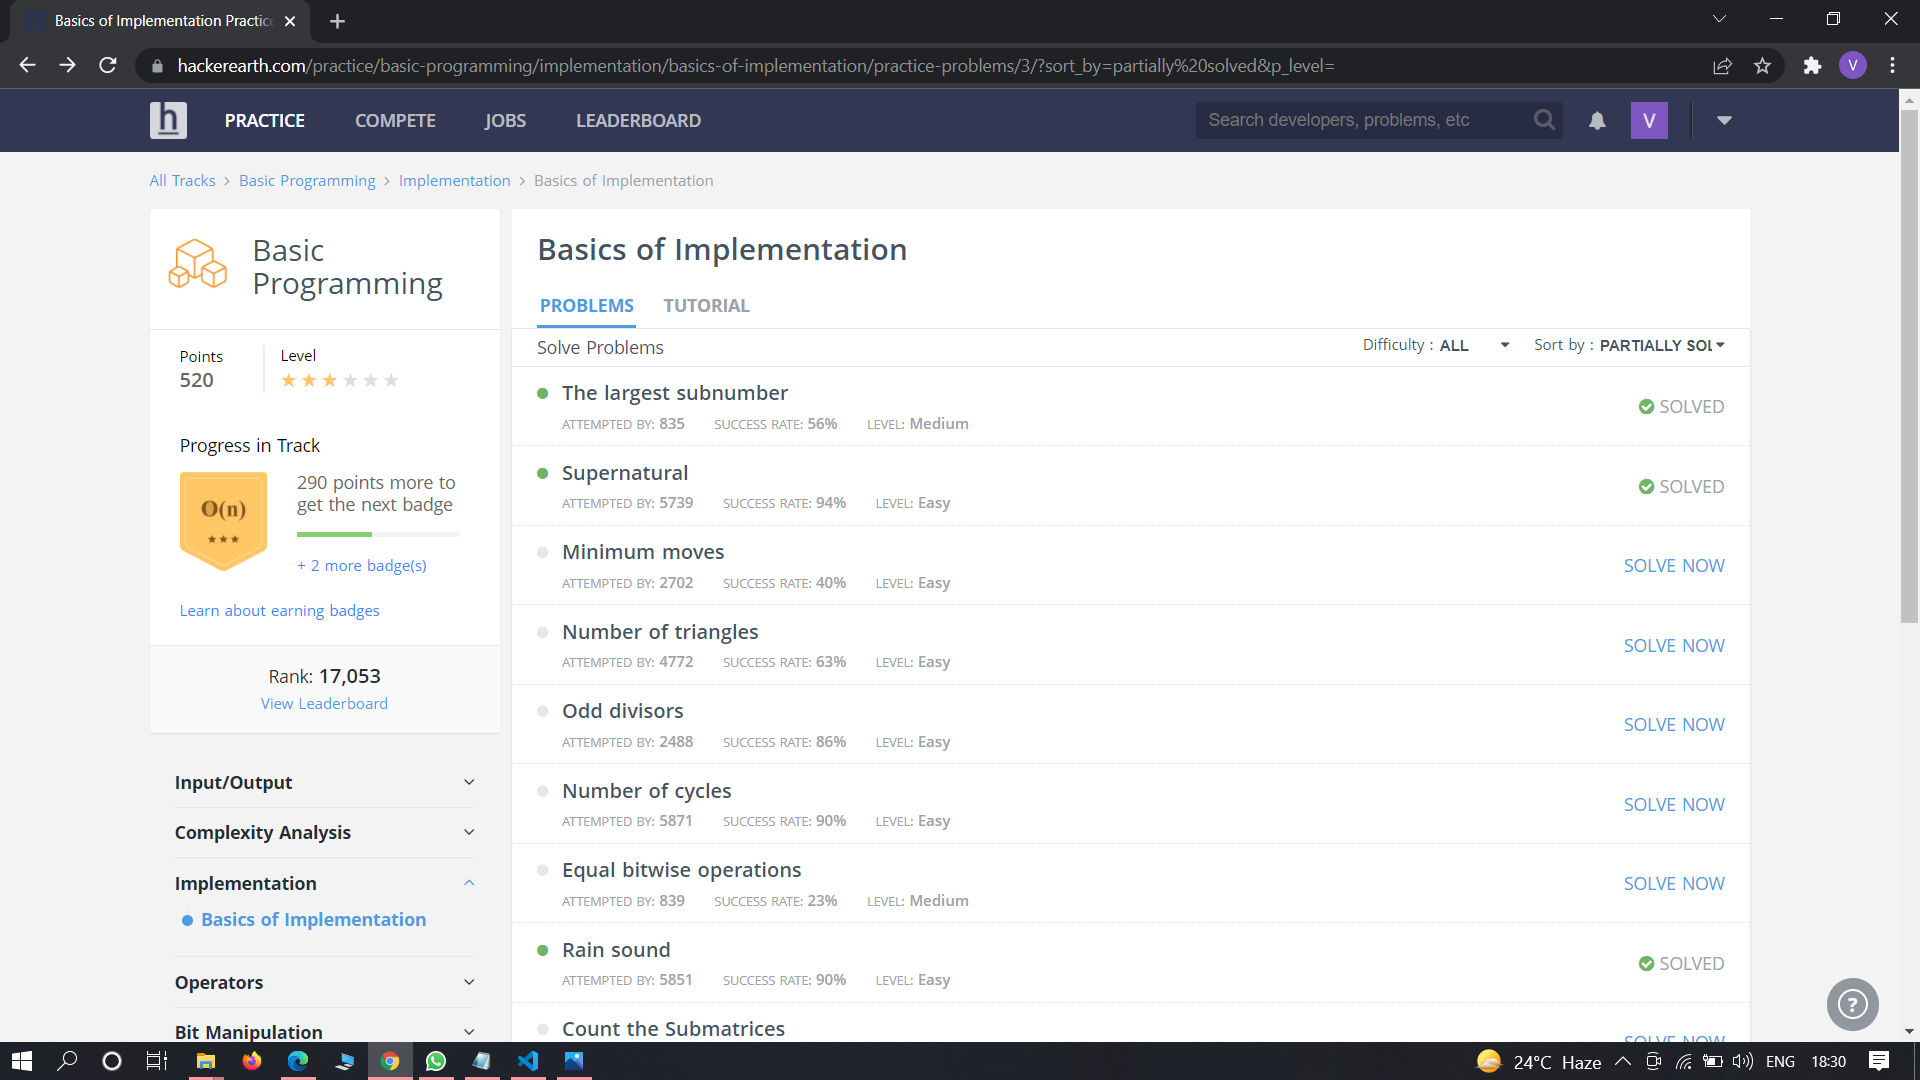 Basics of Implementation Practic
hackerearth.com/practice/basic-programming/implementation/basics-of-implementation/practice-problems/3/?sort_by=partially%20solved&p_level=
V
h PRACTICE COMPETE JOBS LEADERBOARD Search developers, problems, etc V
All Tracks > Basic Programming > Implementation > Basics of Implementation
Basic
Programming
Points
520
Level
Progress in Track
O(n)
290 points more to
get the next badge
+ 2 more badge(s)
Learn about earning badges
Rank: 17,053
View Leaderboard
Input/Output
Complexity Analysis
Implementation
Basics of Implementation
Operators
Bit Manipulation
Basics of Implementation
PROBLEMS TUTORIAL
Solve Problems Difficulty : ALL Sort by : PARTIALLY SOL
The largest subnumber
ATTEMPTED BY: 835 SUCCESS RATE: 56% LEVEL: Medium
SOLVED
Supernatural
ATTEMPTED BY: 5739 SUCCESS RATE: 94% LEVEL: Easy
SOLVED
Minimum moves
ATTEMPTED BY: 2702 SUCCESS RATE: 40% LEVEL: Easy
SOLVE NOW
Number of triangles
ATTEMPTED BY: 4772 SUCCESS RATE: 63% LEVEL: Easy
SOLVE NOW
Odd divisors
ATTEMPTED BY: 2488 SUCCESS RATE: 86% LEVEL: Easy
SOLVE NOW
Number of cycles
ATTEMPTED BY: 5871 SUCCESS RATE: 90% LEVEL: Easy
SOLVE NOW
Equal bitwise operations
ATTEMPTED BY: 839 SUCCESS RATE: 23% LEVEL: Medium
SOLVE NOW
Rain sound
ATTEMPTED BY: 5851 SUCCESS RATE: 90% LEVEL: Easy
SOLVED
Count the Submatrices
SOLVE NOW
?
24°C Haze ENG 18:30